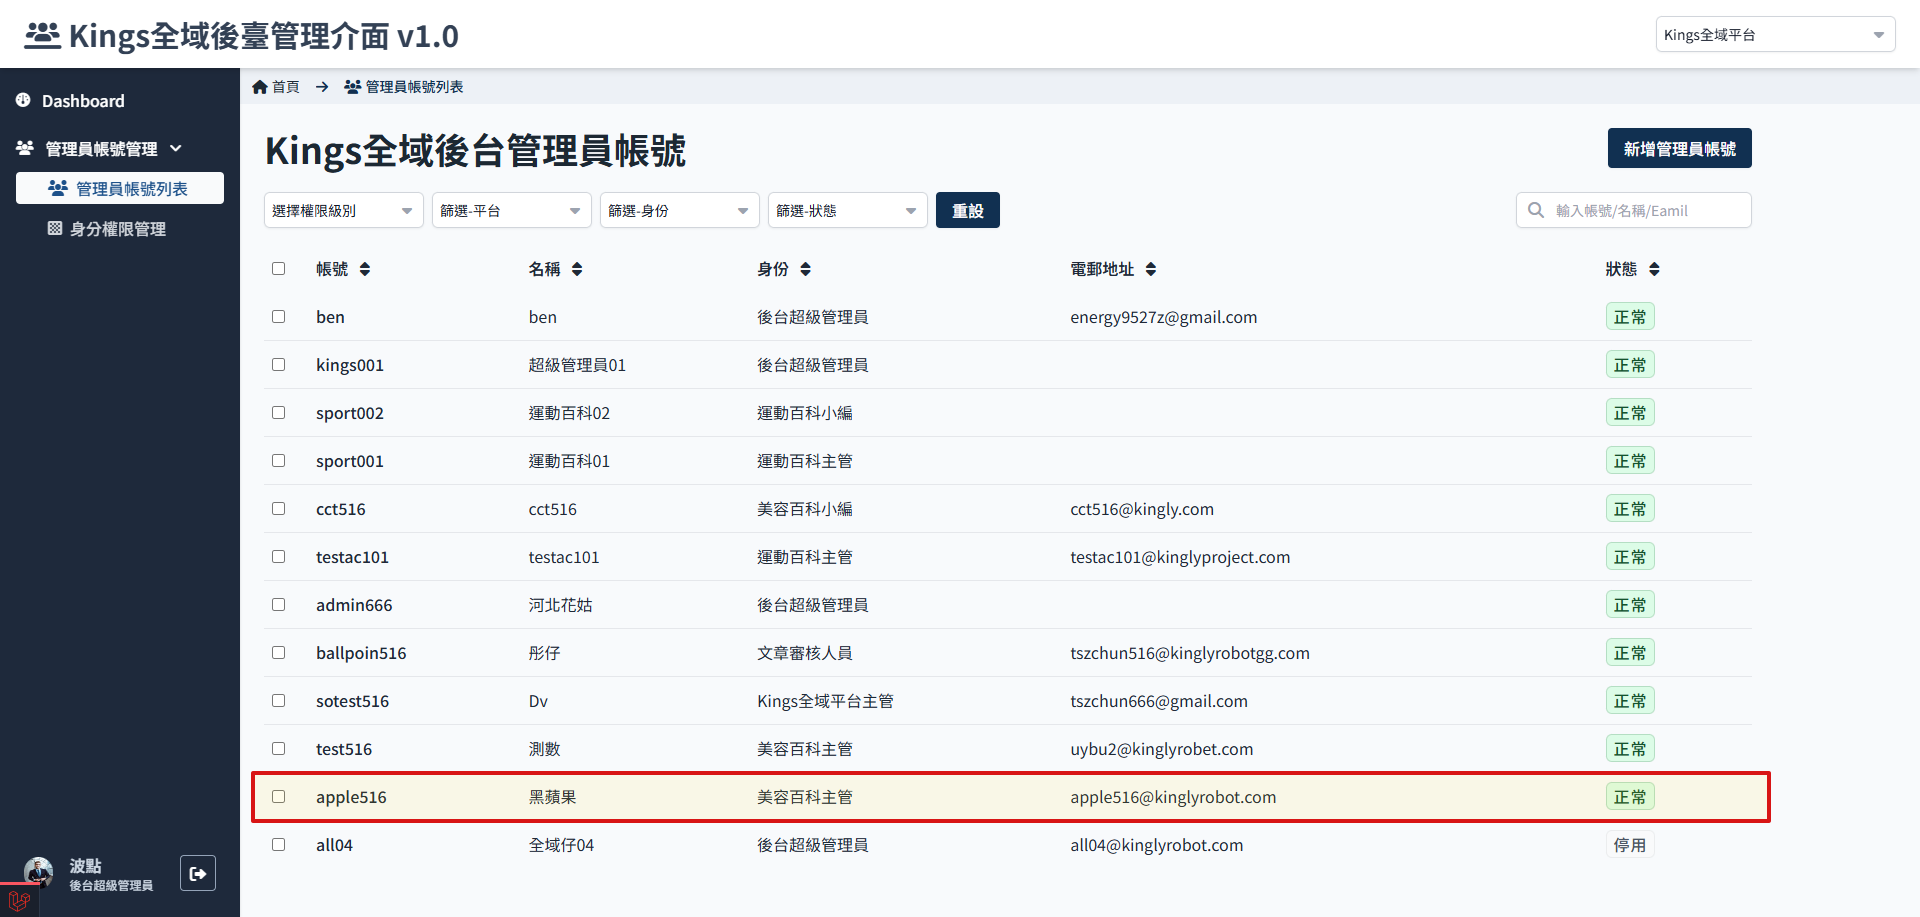 Kings全域後臺管理介面 v1.0
Kings全域平台
Dashboard
管理員帳號管理
管理員帳號列表
身分權限管理
首頁 → 管理員帳號列表
Kings全域後台管理員帳號
新增管理員帳號
選擇權限級別 篩選-平台 篩選-身份 篩選-狀態 重設 輸入帳號/名稱/Eamil
帳號 名稱 身份 電郵地址 狀態
ben ben 後台超級管理員 energy9527z@gmail.com 正常
kings001 超級管理員01 後台超級管理員 正常
sport002 運動百科02 運動百科小編 正常
sport001 運動百科01 運動百科主管 正常
cct516 cct516 美容百科小編 cct516@kingly.com 正常
testac101 testac101 運動百科主管 testac101@kinglyproject.com 正常
admin666 河北花姑 後台超級管理員 正常
ballpoin516 彤仔 文章審核人員 tszchun516@kinglyrobotgg.com 正常
sotest516 Dv Kings全域平台主管 tszchun666@gmail.com 正常
test516 測數 美容百科主管 uybu2@kinglyrobet.com 正常
apple516 黑蘋果 美容百科主管 apple516@kinglyrobot.com 正常
all04 全域仔04 後台超級管理員 all04@kinglyrobot.com 停用
波點
後台超級管理員